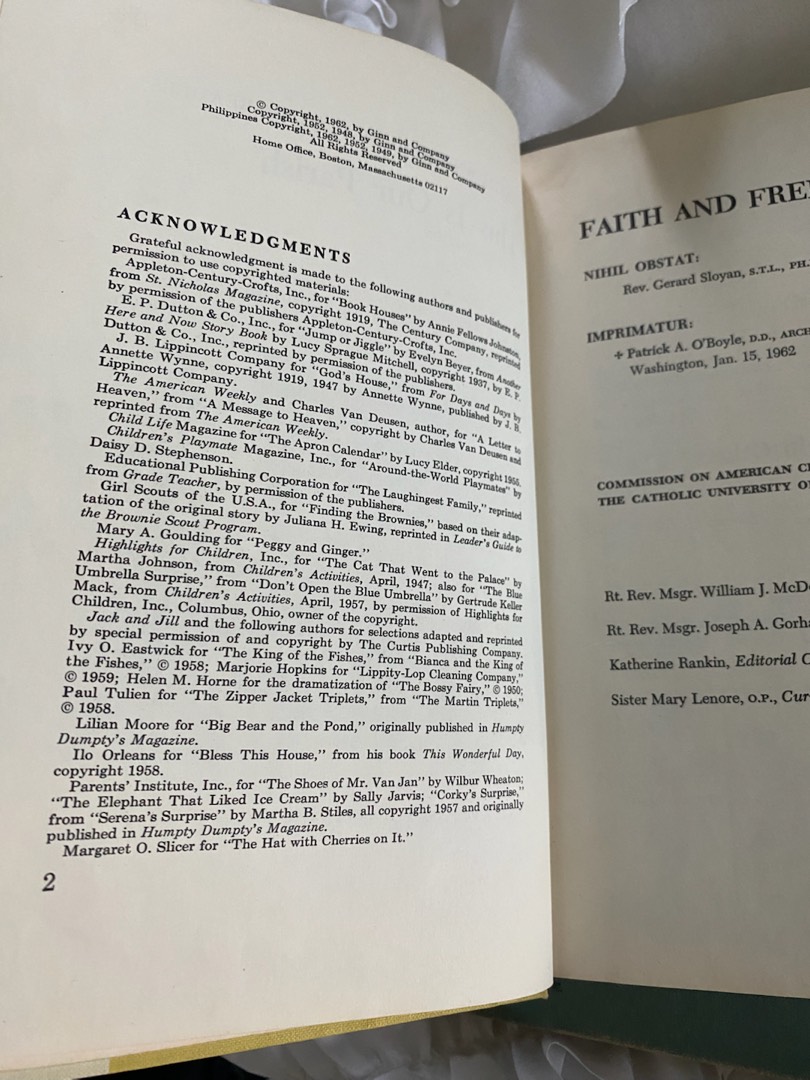 © Copyright, 1962, by Ginn and Company
Copyright, 1952, 1948, by Ginn and Company
Philippines Copyright, 1962, 1952, 1949, by Ginn and Company
All Rights Reserved
Home Office, Boston, Massachusetts 02117
ACKNOWLEDGMENTS
Grateful acknowledgment is made to the following authors and publishers for
permission to use copyrighted materials:
Appleton-Century-Crofts, Inc., for "Book Houses" by Annie Fellows Johnston,
from St. Nicholas Magazine, copyright 1919, The Century Company, reprinted
by permission of the publishers Appleton-Century-Crofts, Inc.
E. P. Dutton & Co., Inc., for "Jump or Jiggle" by Evelyn Beyer, from Another
Here and Now Story Book by Lucy Sprague Mitchell, copyright 1937, by E. P.
Dutton & Co., Inc., reprinted by permission of the publishers.
J. B. Lippincott Company for "God's House," from For Days and Days by
Annette Wynne, copyright 1919, 1947 by Annette Wynne, published by J. B.
Lippincott Company.
The American Weekly and Charles Van Deusen, author, for "A Letter to
Heaven," from "A Message to Heaven," copyright by Charles Van Deusen and
reprinted from The American Weekly.
Child Life Magazine for "The Apron Calendar" by Lucy Elder, copyright 1956.
Children's Playmate Magazine, Inc., for "Around-the-World Playmates" by
Daisy D. Stephenson.
Educational Publishing Corporation for "The Laughingest Family," reprinted
from Grade Teacher, by permission of the publishers.
Girl Scouts of the U.S.A., for "Finding the Brownies," based on their adap-
tation of the original story by Juliana H. Ewing, reprinted in Leader's Guide to
the Brownie Scout Program.
Mary A. Goulding for "Peggy and Ginger."
Highlights for Children, Inc., for "The Cat That Went to the Palace" by
Martha Johnson, from Children's Activities, April, 1947; also for "The Blue
Umbrella Surprise," from "Don't Open the Blue Umbrella" by Gertrude Keller
Mack, from Children's Activities, April, 1957, by permission of Highlights for
Children, Inc., Columbus, Ohio, owner of the copyright.
Jack and Jill and the following authors for selections adapted and reprinted
by special permission of and copyright by The Curtis Publishing Company.
Ivy O. Eastwick for "The King of the Fishes," from "Bianca and the King of
the Fishes," © 1958; Marjorie Hopkins for "Lippity-Lop Cleaning Company,"
© 1959; Helen M. Horne for the dramatization of "The Bossy Fairy," © 1950;
Paul Tulien for "The Zipper Jacket Triplets," from "The Martin Triplets,"
© 1958.
Lilian Moore for "Big Bear and the Pond," originally published in Humpty
Dumpty's Magazine.
Ilo Orleans for "Bless This House," from his book This Wonderful Day,
copyright 1958.
Parents' Institute, Inc., for "The Shoes of Mr. Van Jan" by Wilbur Wheaton;
"The Elephant That Liked Ice Cream" by Sally Jarvis; "Corky's Surprise,"
from "Serena's Surprise" by Martha B. Stiles, all copyright 1957 and originally
published in Humpty Dumpty's Magazine.
Margaret O. Slicer for "The Hat with Cherries on It."
2
FAITH AND FREE
NIHIL OBSTAT:
Rev. Gerard Sloyan, S.T.L., PH.
IMPRIMATUR:
✢ Patrick A. O'Boyle, D.D., ARCH
Washington, Jan. 15, 1962
COMMISSION ON AMERICAN CI
THE CATHOLIC UNIVERSITY O
Rt. Rev. Msgr. William J. McD
Rt. Rev. Msgr. Joseph A. Gorha
Katherine Rankin, Editorial C
Sister Mary Lenore, O.P., Cur